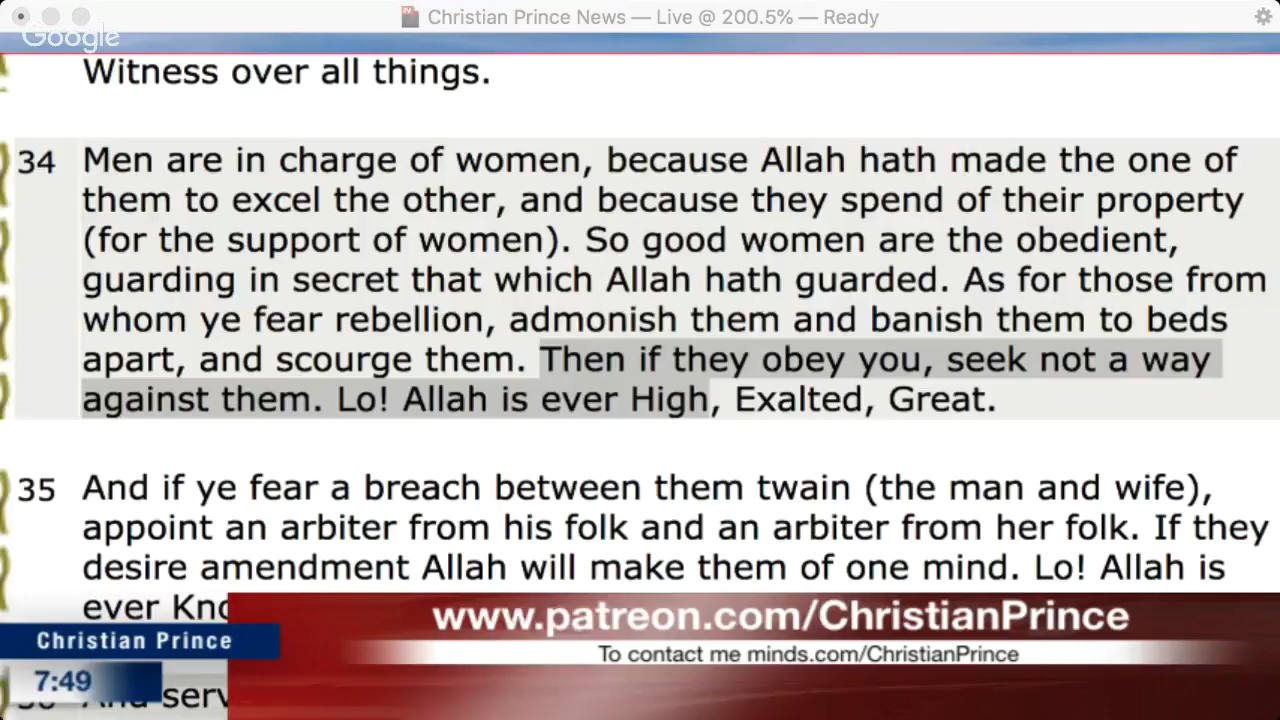 Christian Prince News — Live @ 200.5% — Ready
Google
Witness over all things.
34 Men are in charge of women, because Allah hath made the one of
them to excel the other, and because they spend of their property
(for the support of women). So good women are the obedient,
guarding in secret that which Allah hath guarded. As for those from
whom ye fear rebellion, admonish them and banish them to beds
apart, and scourge them. Then if they obey you, seek not a way
against them. Lo! Allah is ever High, Exalted, Great.
35 And if ye fear a breach between them twain (the man and wife),
appoint an arbiter from his folk and an arbiter from her folk. If they
desire amendment Allah will make them of one mind. Lo! Allah is
ever
www.patreon.com/ChristianPrince
Christian Prince
To contact me minds.com/ChristianPrince
7:49